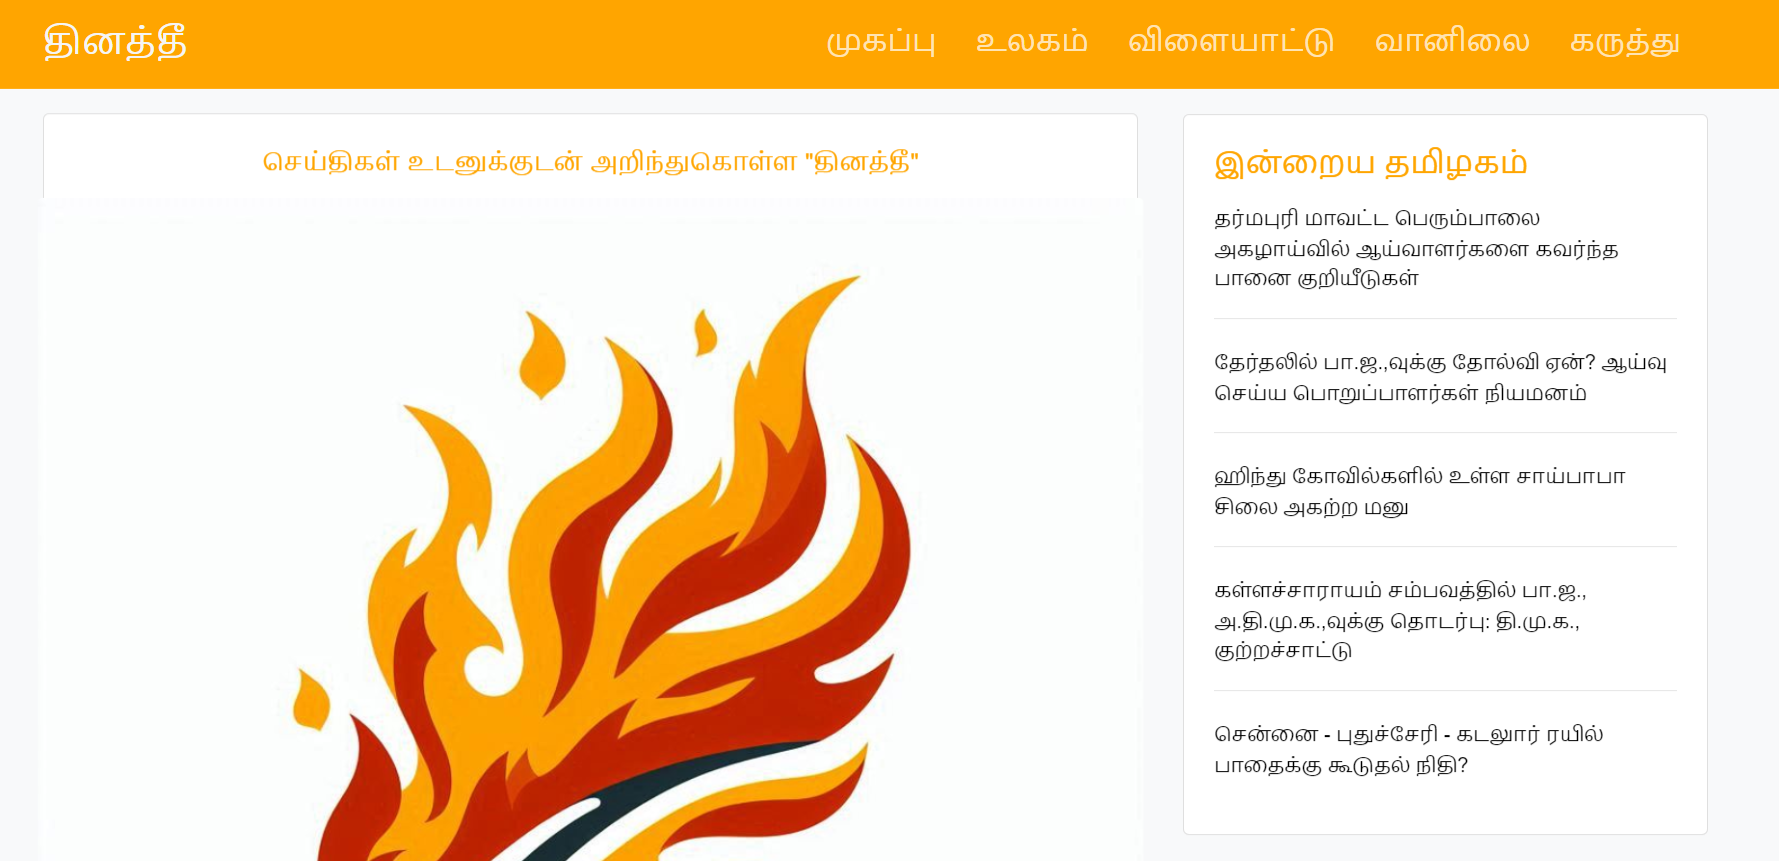 தினத்தீ
முகப்பு உலகம் விளையாட்டு வானிலை கருத்து
செய்திகள் உடனுக்குடன் அறிந்துகொள்ள "தினத்தீ"
இன்றைய தமிழகம்
தர்மபுரி மாவட்ட பெரும்பாலை
அகழாய்வில் ஆய்வாளர்களை கவர்ந்த
பானை குறியீடுகள்
தேர்தலில் பா.ஜ.,வுக்கு தோல்வி ஏன்? ஆய்வு
செய்ய பொறுப்பாளர்கள் நியமனம்
ஹிந்து கோவில்களில் உள்ள சாய்பாபா
சிலை அகற்ற மனு
கள்ளச்சாராயம் சம்பவத்தில் பா.ஜ.,
அ.தி.மு.க.,வுக்கு தொடர்பு: தி.மு.க.,
குற்றச்சாட்டு
சென்னை - புதுச்சேரி - கடலுார் ரயில்
பாதைக்கு கூடுதல் நிதி?